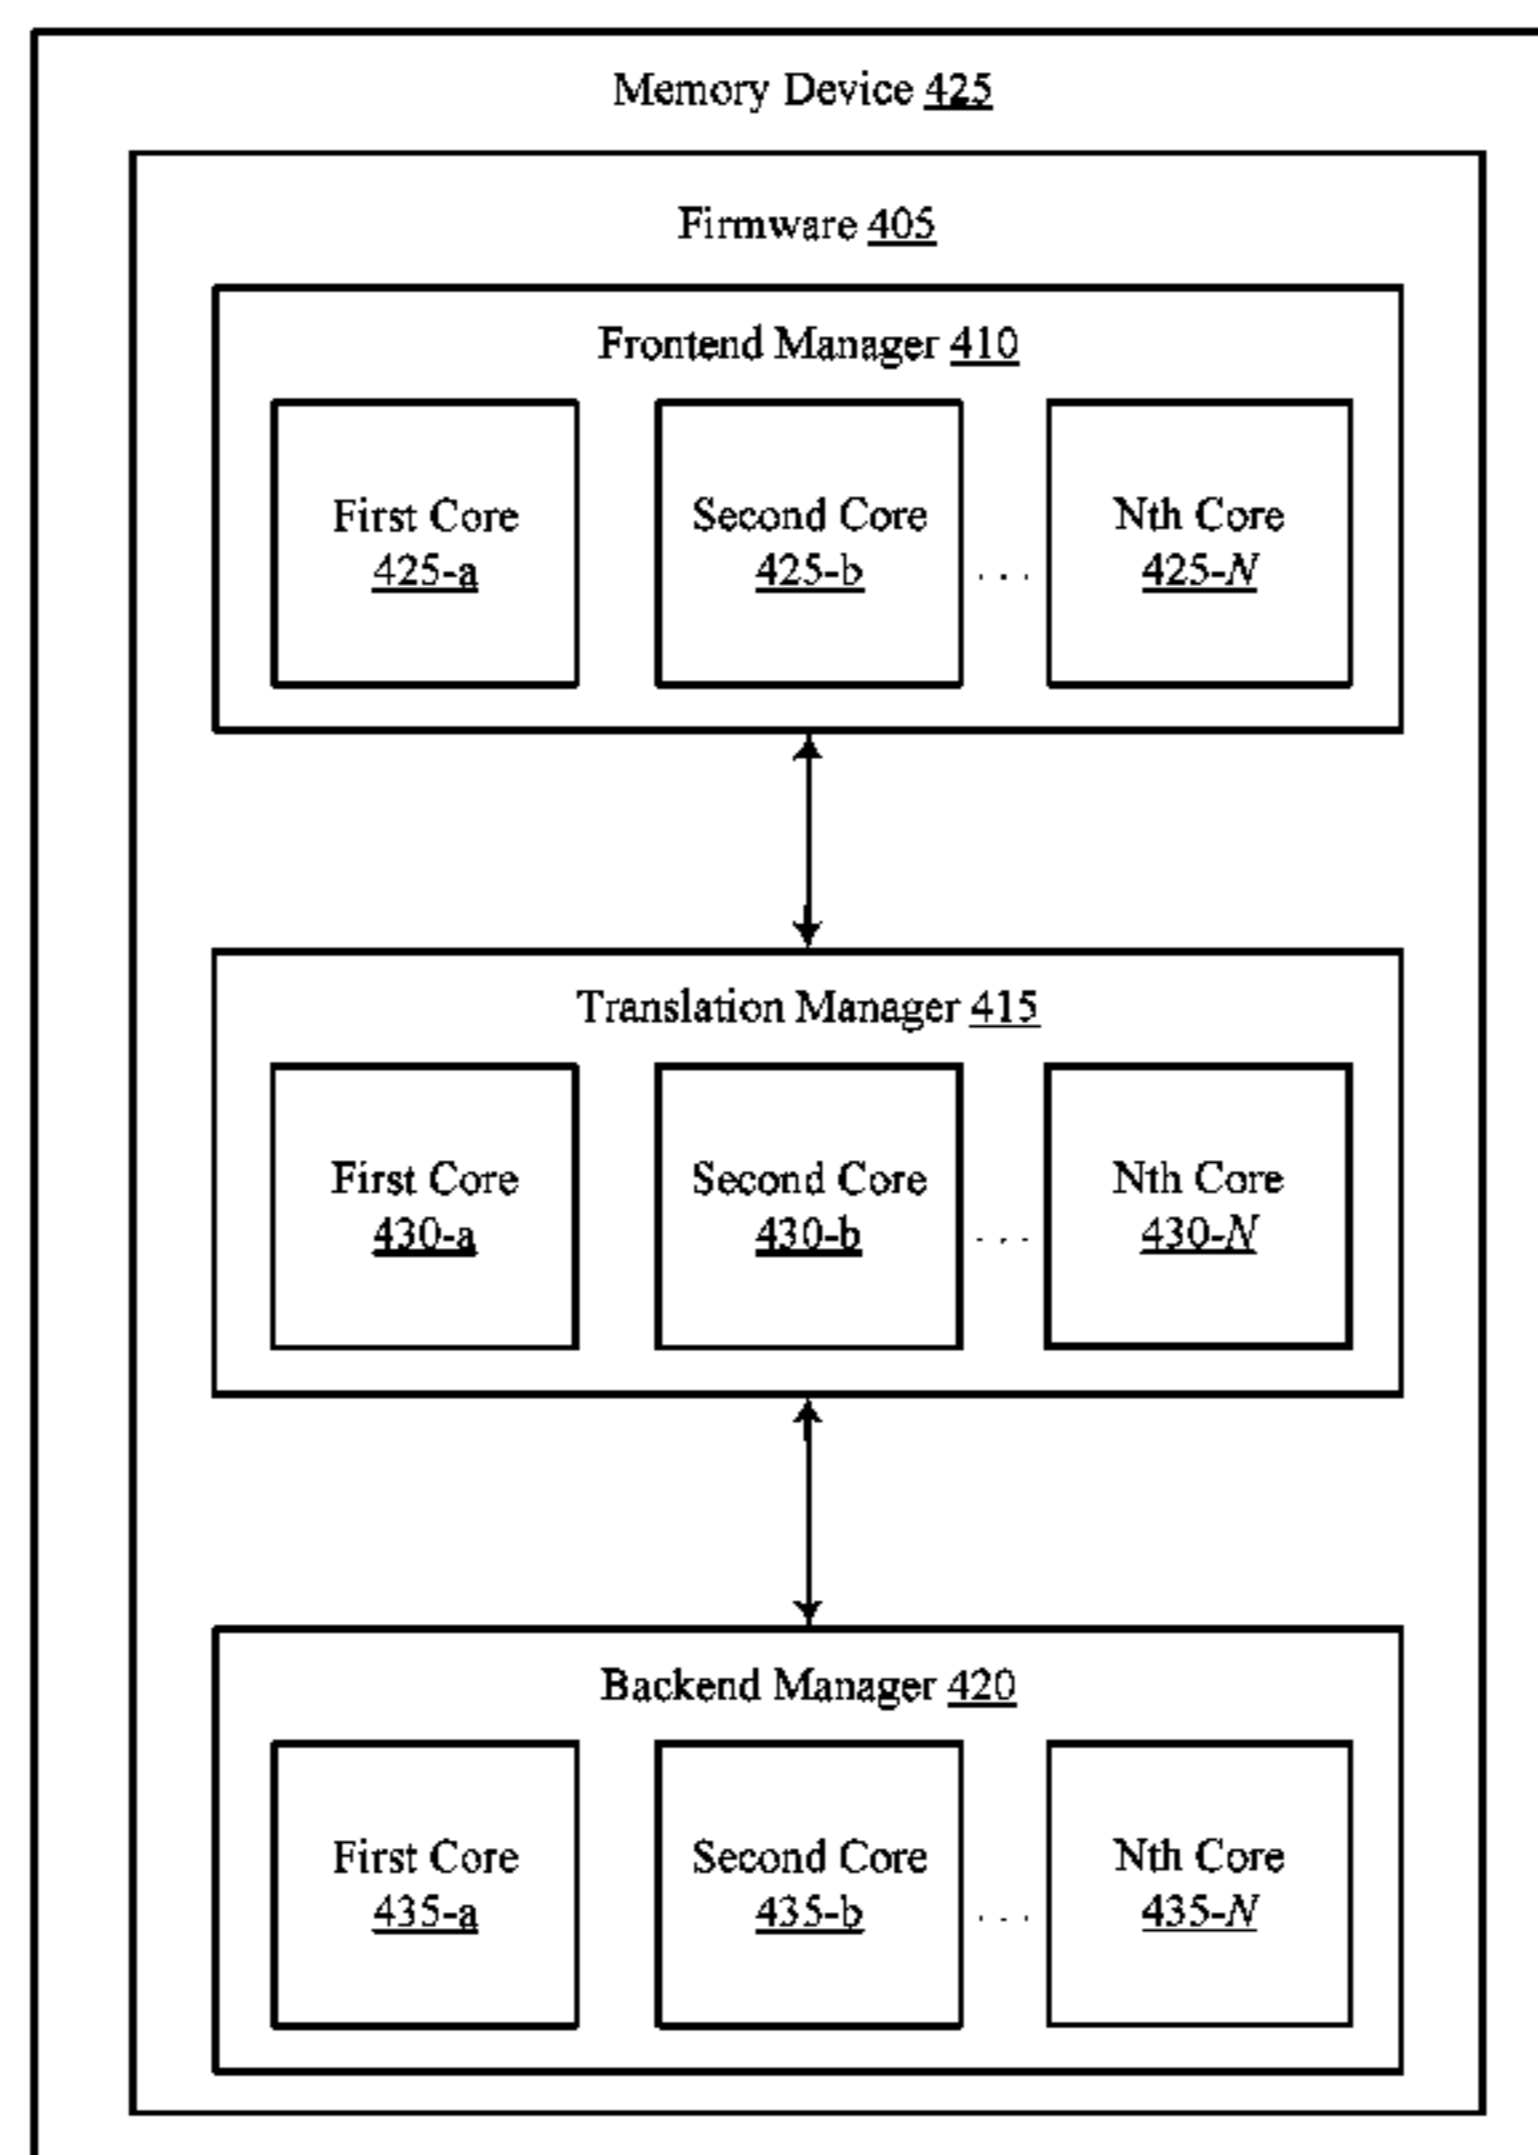 Memory Device 425
Firmware 405
Frontend Manager 410
First Core
425-a
Second Core
425-b
. . .
Nth Core
425-N
Translation Manager 415
First Core
430-a
Second Core
430-b
. . .
Nth Core
430-N
Backend Manager 420
First Core
435-a
Second Core
435-b
. . .
Nth Core
435-N